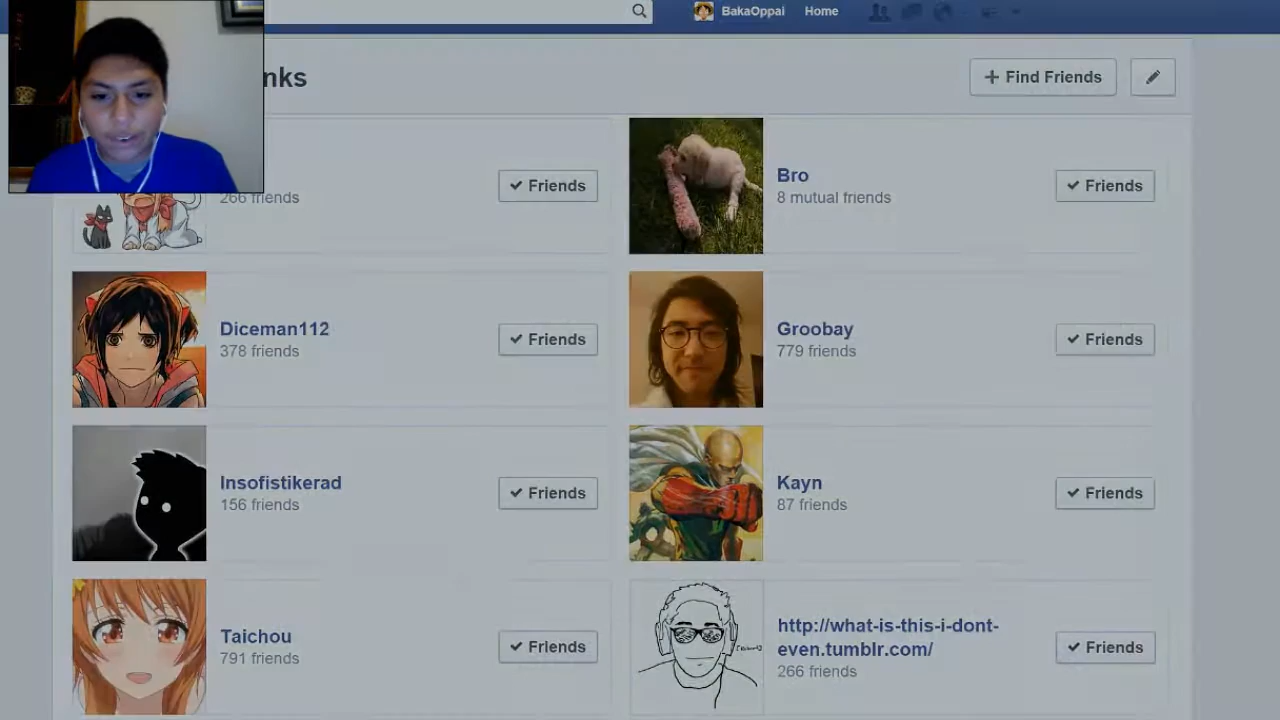 BakaOppai Home
nks
+ Find Friends
266 friends
✓ Friends
Bro
8 mutual friends
✓ Friends
Diceman112
378 friends
✓ Friends
Groobay
779 friends
✓ Friends
Insofistikerad
156 friends
✓ Friends
Kayn
87 friends
✓ Friends
Taichou
791 friends
✓ Friends
http://what-is-this-i-dont-
even.tumblr.com/
266 friends
✓ Friends